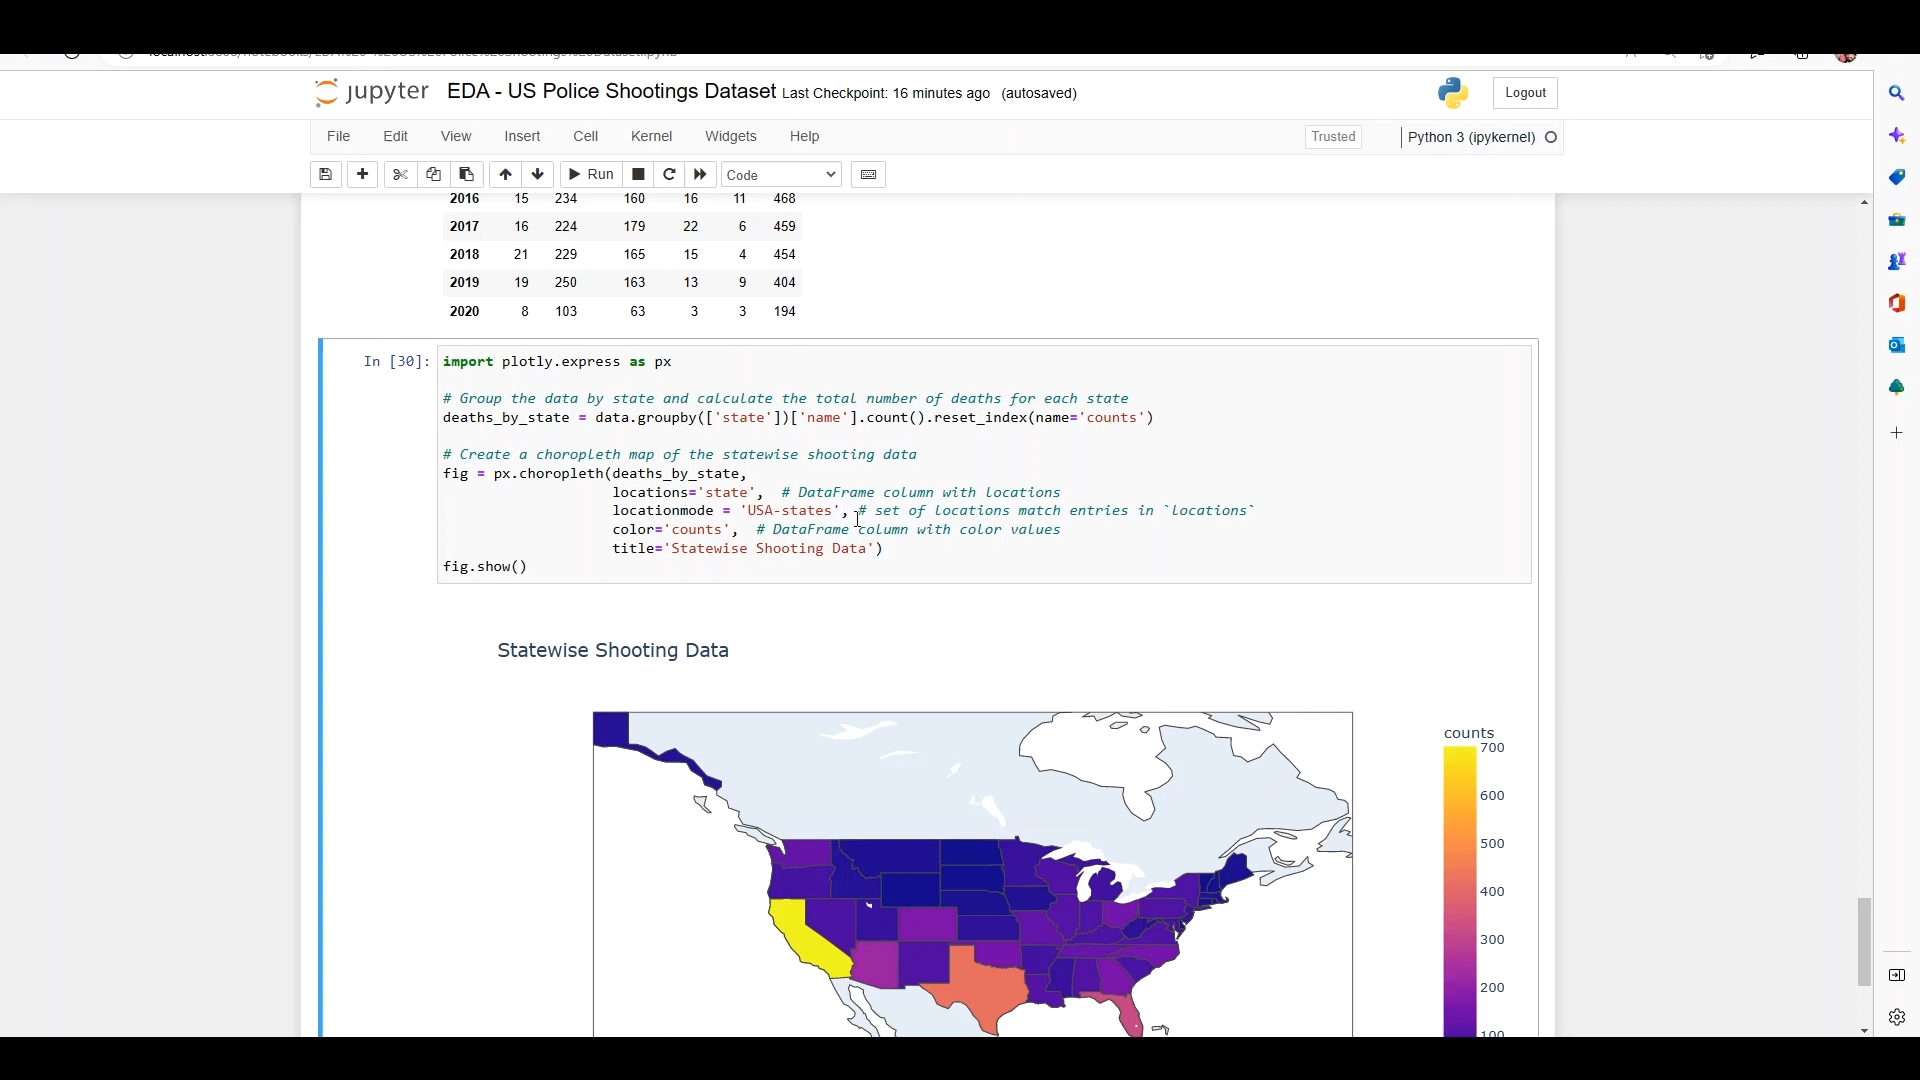 jupyter EDA - US Police Shootings Dataset Last Checkpoint: 16 minutes ago (autosaved)
Logout
File Edit View Insert Cell Kernel Widgets Help
Trusted
Python 3 (ipykernel)
Run
Code
2016 15 234 160 16 11 468
2017 16 224 179 22 6 459
2018 21 229 165 15 4 454
2019 19 250 163 13 9 404
2020 8 103 63 3 3 194
In [30]: import plotly.express as px
# Group the data by state and calculate the total number of deaths for each state
deaths_by_state = data.groupby(['state'])['name'].count().reset_index(name='counts')
# Create a choropleth map of the statewise shooting data
fig = px.choropleth(deaths_by_state,
locations='state', # DataFrame column with locations
locationmode = 'USA-states', # set of locations match entries in `locations`
color='counts', # DataFrame column with color values
title='Statewise Shooting Data')
fig.show()
Statewise Shooting Data
counts
700
600
500
400
300
200
100